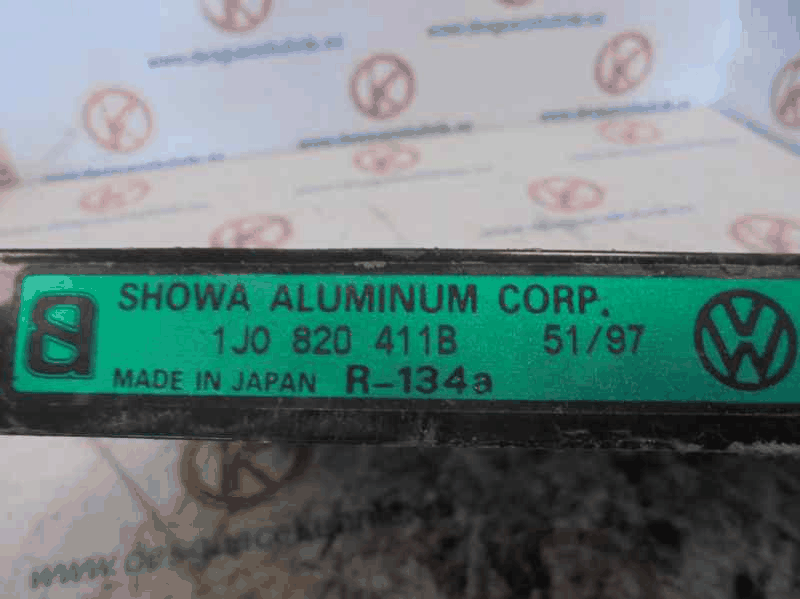 SHOWA ALUMINUM CORP.
1J0 820 411B 51/97
MADE IN JAPAN R-134a